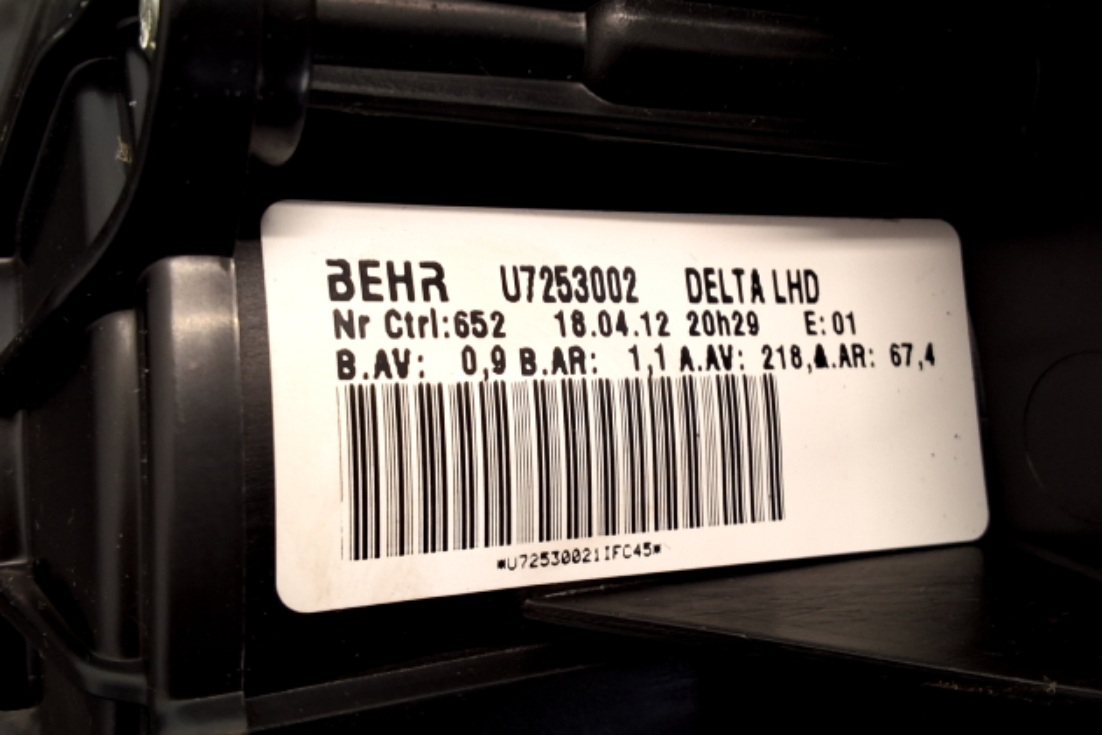 BEHR U7253002 DELTA LHD
Nr Ctrl:652 18.04.12 20h29 E:01
B.AV: 0,9 B.AR: 1,1 A.AV: 218,A.AR: 67,4
*U72530021IFC45*